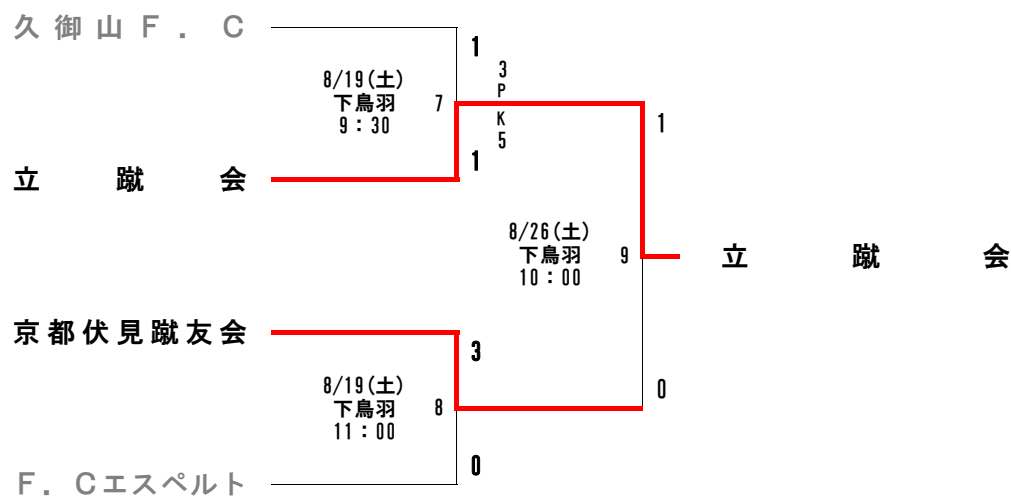 久御山Ｆ．Ｃ
1
8/19(土)
下鳥羽
9：30
7
3
P
K
5
1
1
立蹴会
8/26(土)
下鳥羽
10：00
9
立蹴会
京都伏見蹴友会
3
8/19(土)
下鳥羽
11：00
8
0
0
Ｆ．Ｃエスペルト